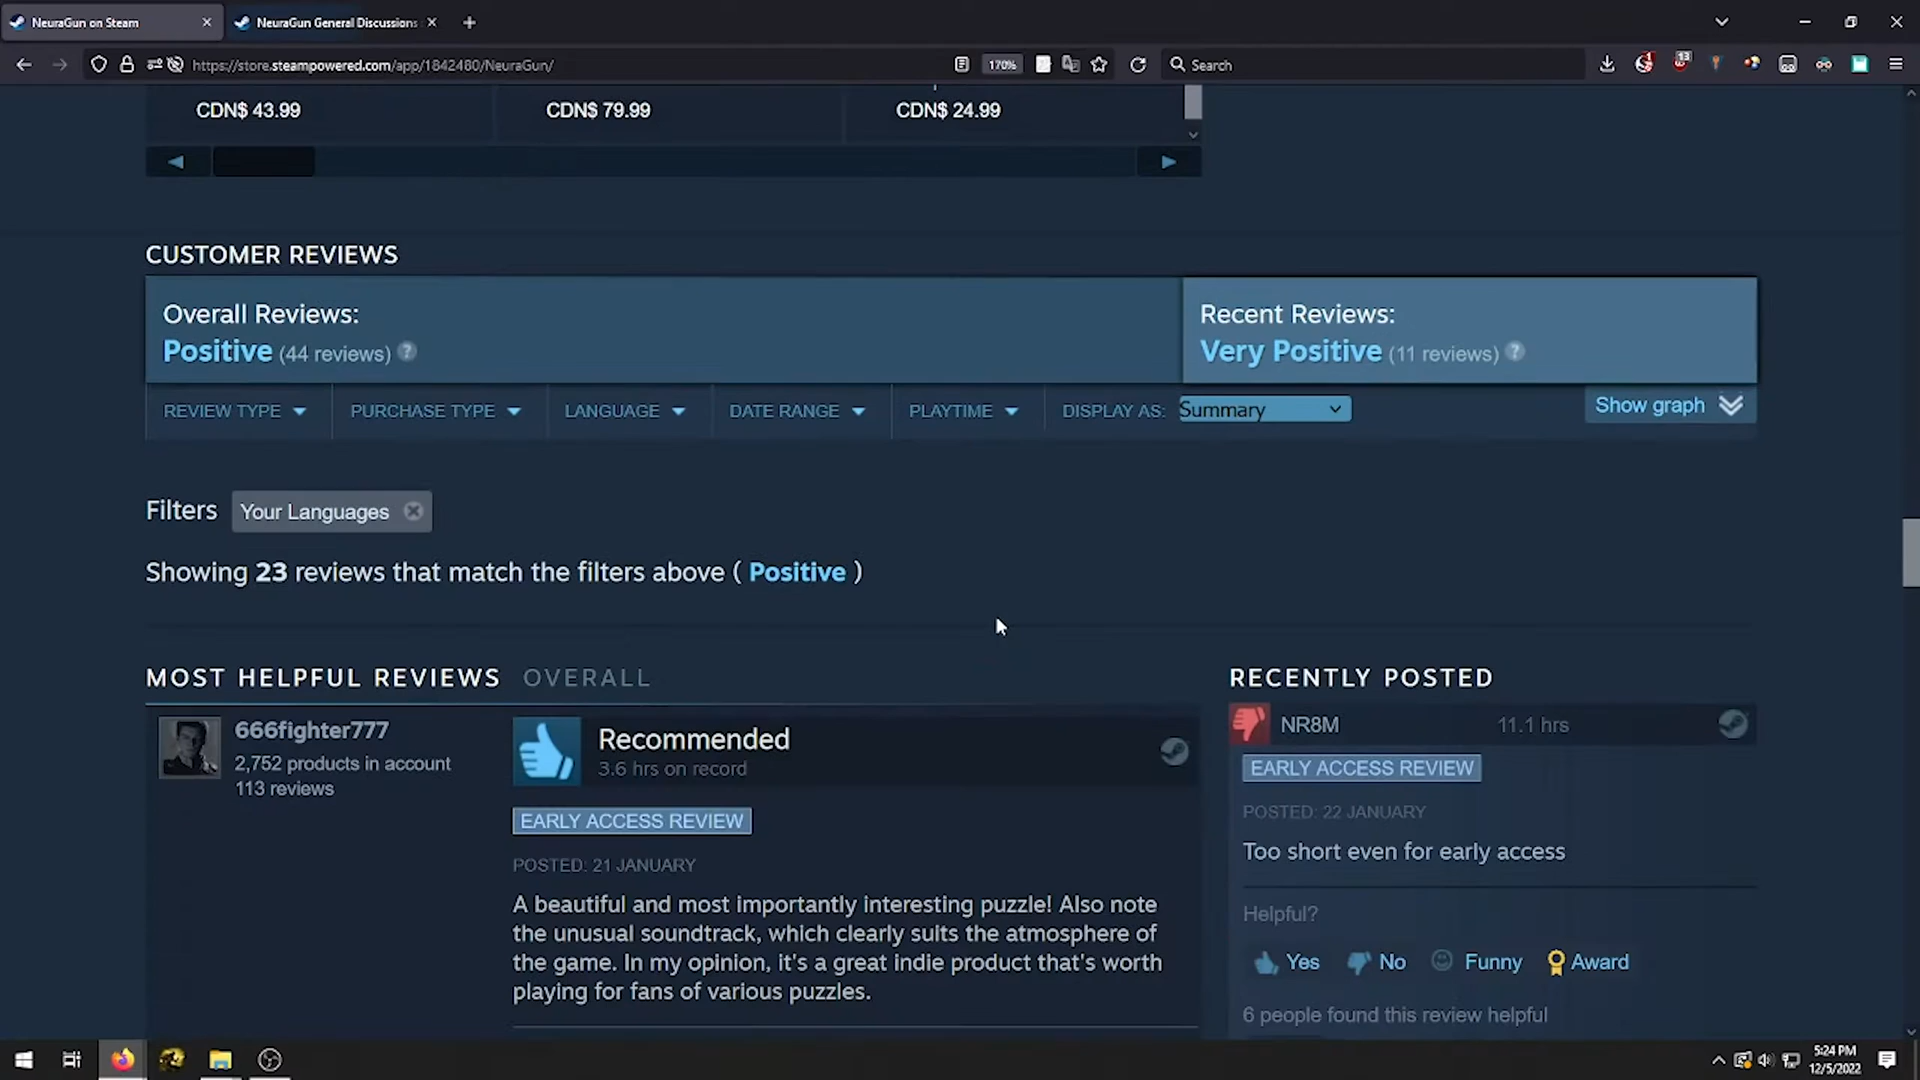 NeuraGun on Steam
NeuraGun General Discussions
https://store.steampowered.com/app/1842480/NeuraGun/
170%
Search
13
CDN$ 43.99
CDN$ 79.99
CDN$ 24.99
CUSTOMER REVIEWS
Overall Reviews:
Positive (44 reviews) ?
Recent Reviews:
Very Positive (11 reviews) ?
REVIEW TYPE
PURCHASE TYPE
LANGUAGE
DATE RANGE
PLAYTIME
DISPLAY AS: Summary
Show graph
Filters Your Languages
Showing 23 reviews that match the filters above ( Positive )
MOST HELPFUL REVIEWS OVERALL
666fighter777
2,752 products in account
113 reviews
Recommended
3.6 hrs on record
EARLY ACCESS REVIEW
POSTED: 21 JANUARY
A beautiful and most importantly interesting puzzle! Also note
the unusual soundtrack, which clearly suits the atmosphere of
the game. In my opinion, it's a great indie product that's worth
playing for fans of various puzzles.
RECENTLY POSTED
NR8M 11.1 hrs
EARLY ACCESS REVIEW
POSTED: 22 JANUARY
Too short even for early access
Helpful?
Yes No Funny Award
6 people found this review helpful
5:24 PM
12/5/2022